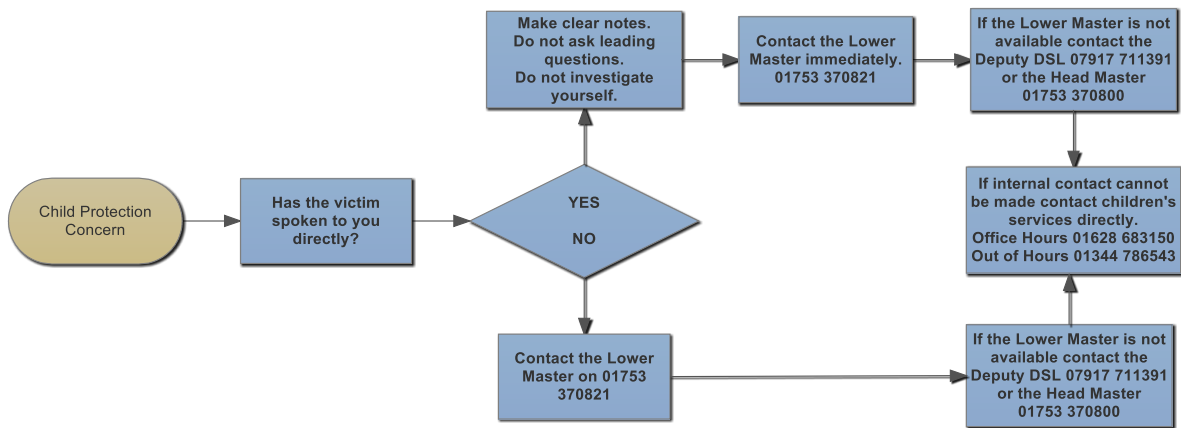 Child Protection
Concern
Has the victim
spoken to you
directly?
YES
NO
Make clear notes.
Do not ask leading
questions.
Do not investigate
yourself.
Contact the Lower
Master immediately.
01753 370821
If the Lower Master is not
available contact the
Deputy DSL 07917 711391
or the Head Master
01753 370800
If internal contact cannot
be made contact children's
services directly.
Office Hours 01628 683150
Out of Hours 01344 786543
Contact the Lower
Master on 01753
370821
If the Lower Master is not
available contact the
Deputy DSL 07917 711391
or the Head Master
01753 370800